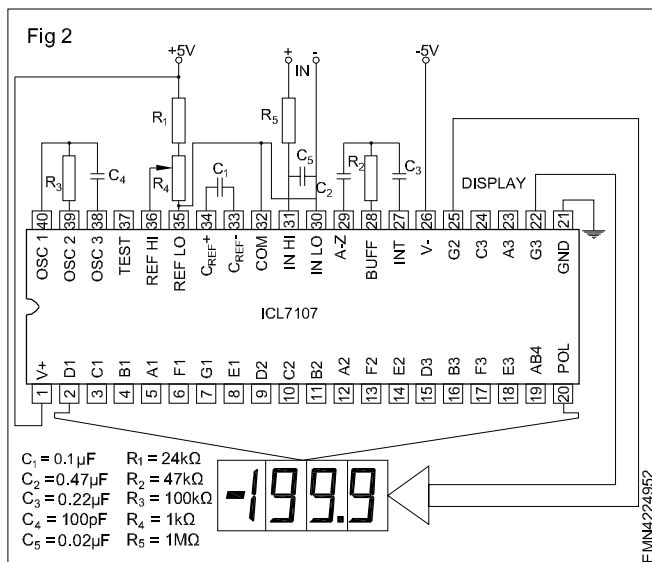 Fig 2
+5V
+
-
IN
-5V
R1
R5
C5
C2
R3
C4
R4
C1
R2
C3
DISPLAY
40 39 38 37 36 35 34 33 32 31 30 29 28 27 26 25 24 23 22 21
OSC 1 OSC 2 OSC 3 TEST REF HI REF LO CREF+ CREF- COM IN HI IN LO A-Z BUFF INT V- G2 C3 A3 G3 GND
ICL7107
V+ D1 C1 B1 A1 F1 G1 E1 D2 C2 B2 A2 F2 E2 D3 B3 F3 E3 AB4 POL
1 2 3 4 5 6 7 8 9 10 11 12 13 14 15 16 17 18 19 20
C1 = 0.1µF R1 = 24kΩ
C2 = 0.47µF R2 = 47kΩ
C3 = 0.22µF R3 = 100kΩ
C4 = 100pF R4 = 1kΩ
C5 = 0.02µF R5 = 1MΩ
-199.9
EMN4224952